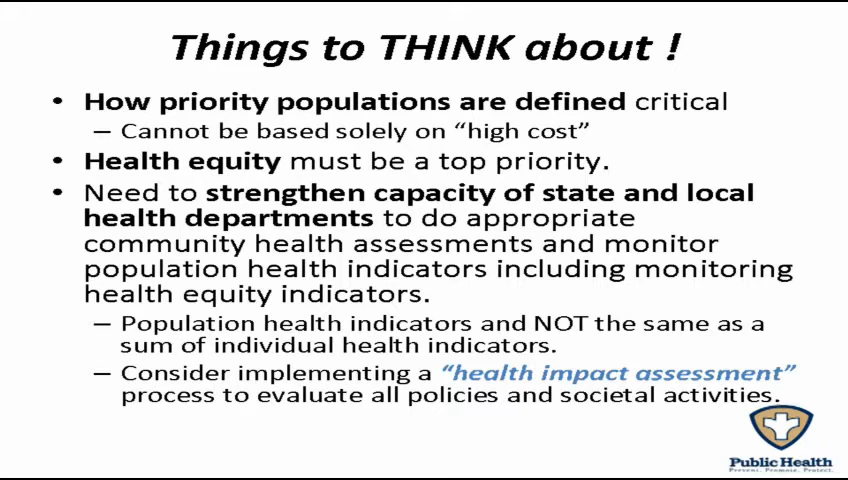 Things to THINK about !
• How priority populations are defined critical
– Cannot be based solely on “high cost”
• Health equity must be a top priority.
• Need to strengthen capacity of state and local
health departments to do appropriate
community health assessments and monitor
population health indicators including monitoring
health equity indicators.
– Population health indicators and NOT the same as a
sum of individual health indicators.
– Consider implementing a “health impact assessment”
process to evaluate all policies and societal activities.
Public Health
Prevent. Promote. Protect.